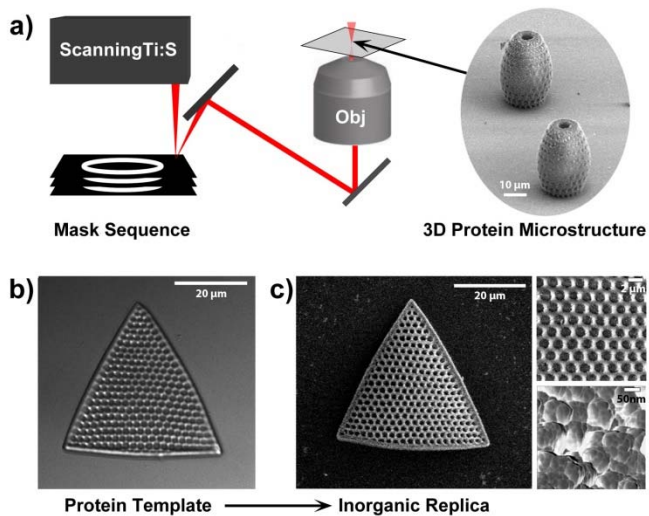 a)
ScanningTi:S
Obj
10 µm
Mask Sequence
3D Protein Microstructure
b)
20 µm
c)
20 µm
2 µm
50nm
Protein Template
Inorganic Replica